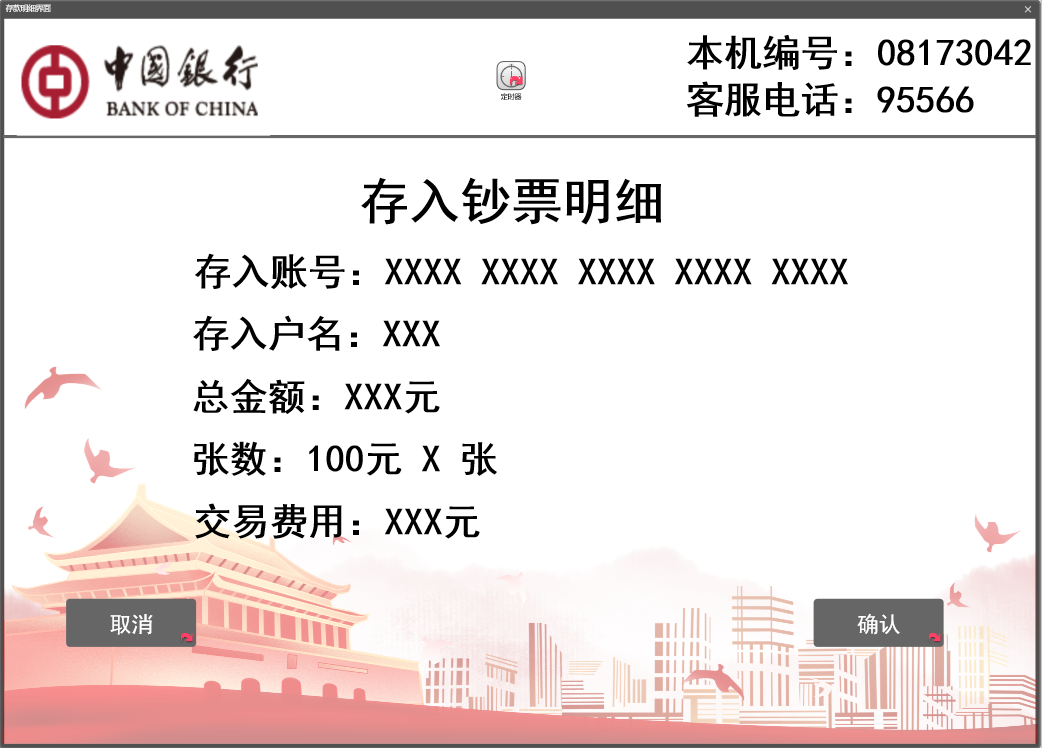 存款明细界面
中国銀行
BANK OF CHINA
定时器
本机编号：08173042
客服电话：95566
存入钞票明细
存入账号：XXXX XXXX XXXX XXXX XXXX
存入户名：XXX
总金额：XXX元
张数：100元 X 张
交易费用：XXX元
取消
确认